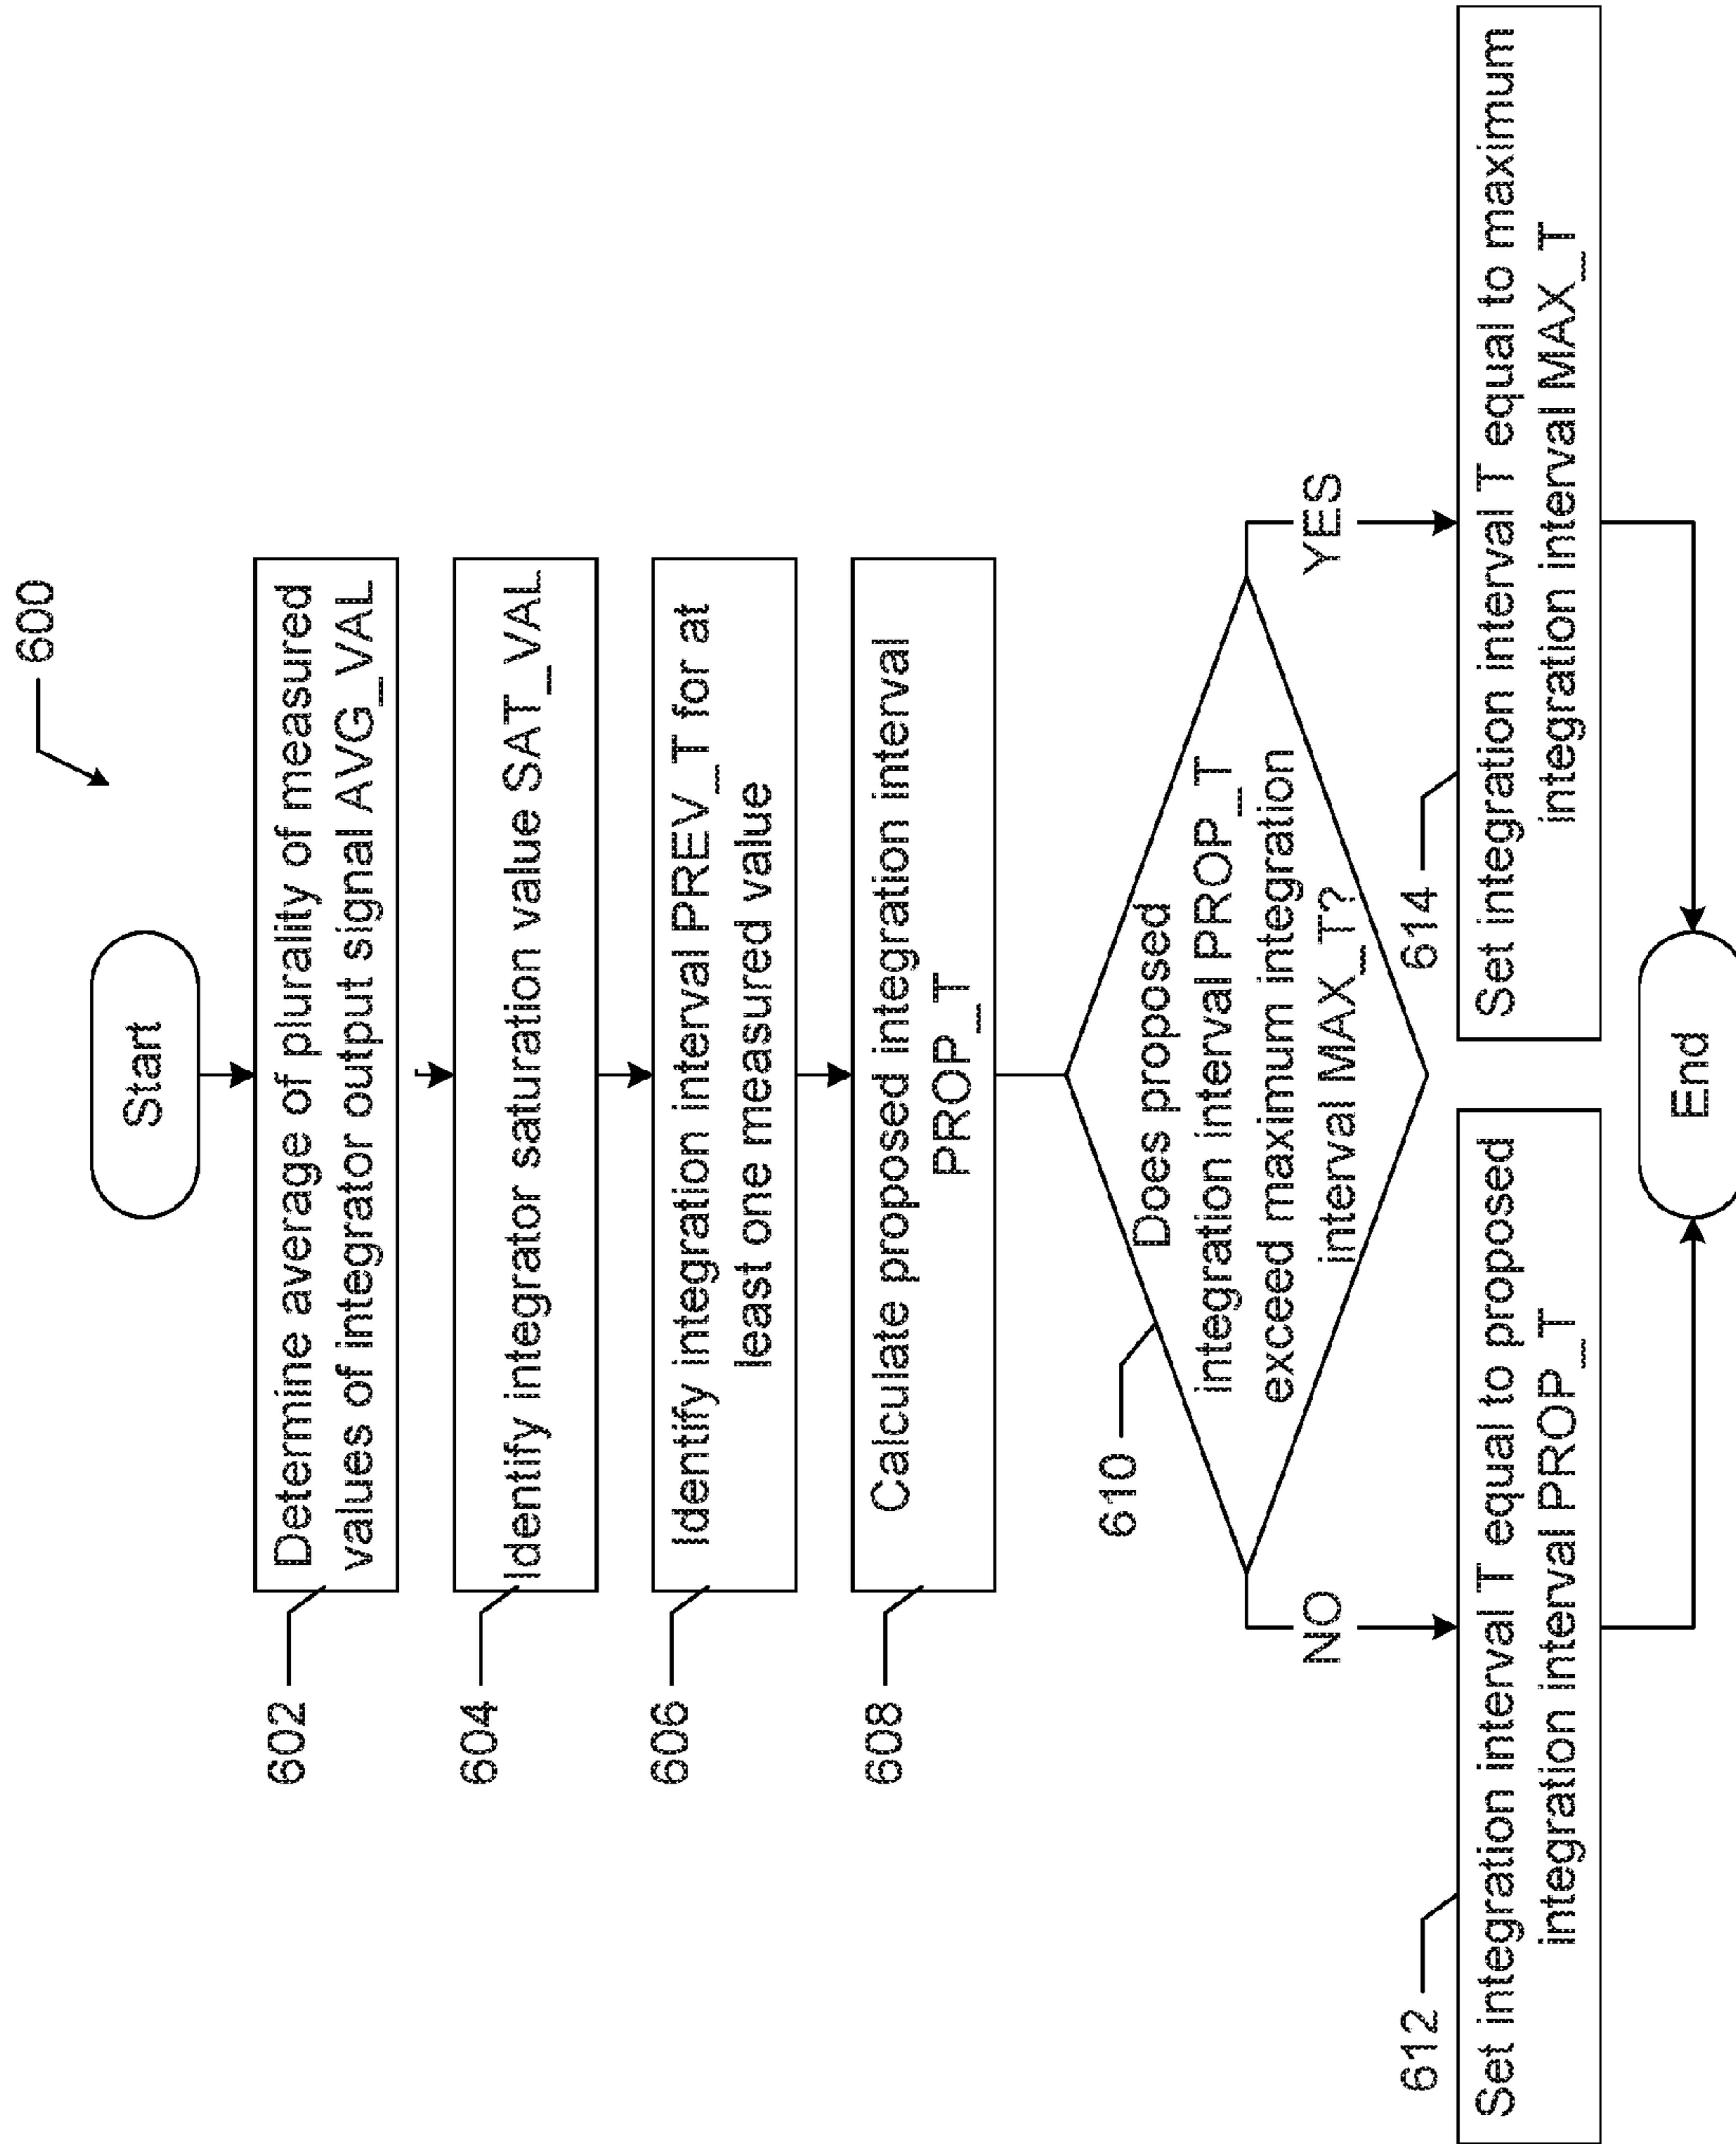 600
Start
602
Determine average of plurality of measured
values of integrator output signal AVG_VAL
604
Identify integrator saturation value SAT_VAL
606
Identify integration interval PREV_T for at
least one measured value
608
Calculate proposed integration interval
PROP_T
610
Does proposed
integration interval PROP_T
exceed maximum integration
interval MAX_T?
NO
YES
612
Set integration interval T equal to proposed
integration interval PROP_T
614
Set integration interval T equal to maximum
integration interval MAX_T
End